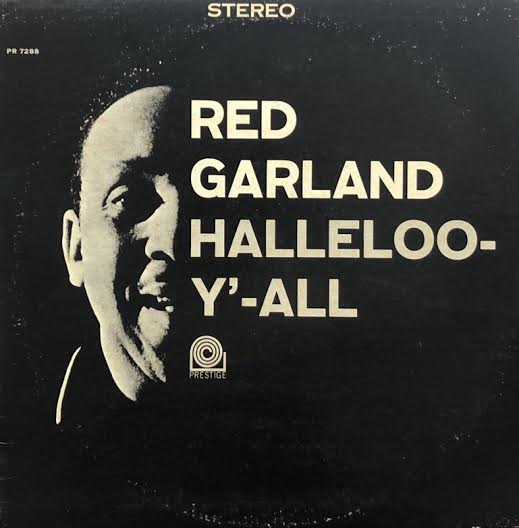 STEREO
PR 7288
RED
GARLAND
HALLELOO-
Y'-ALL
PRESTIGE